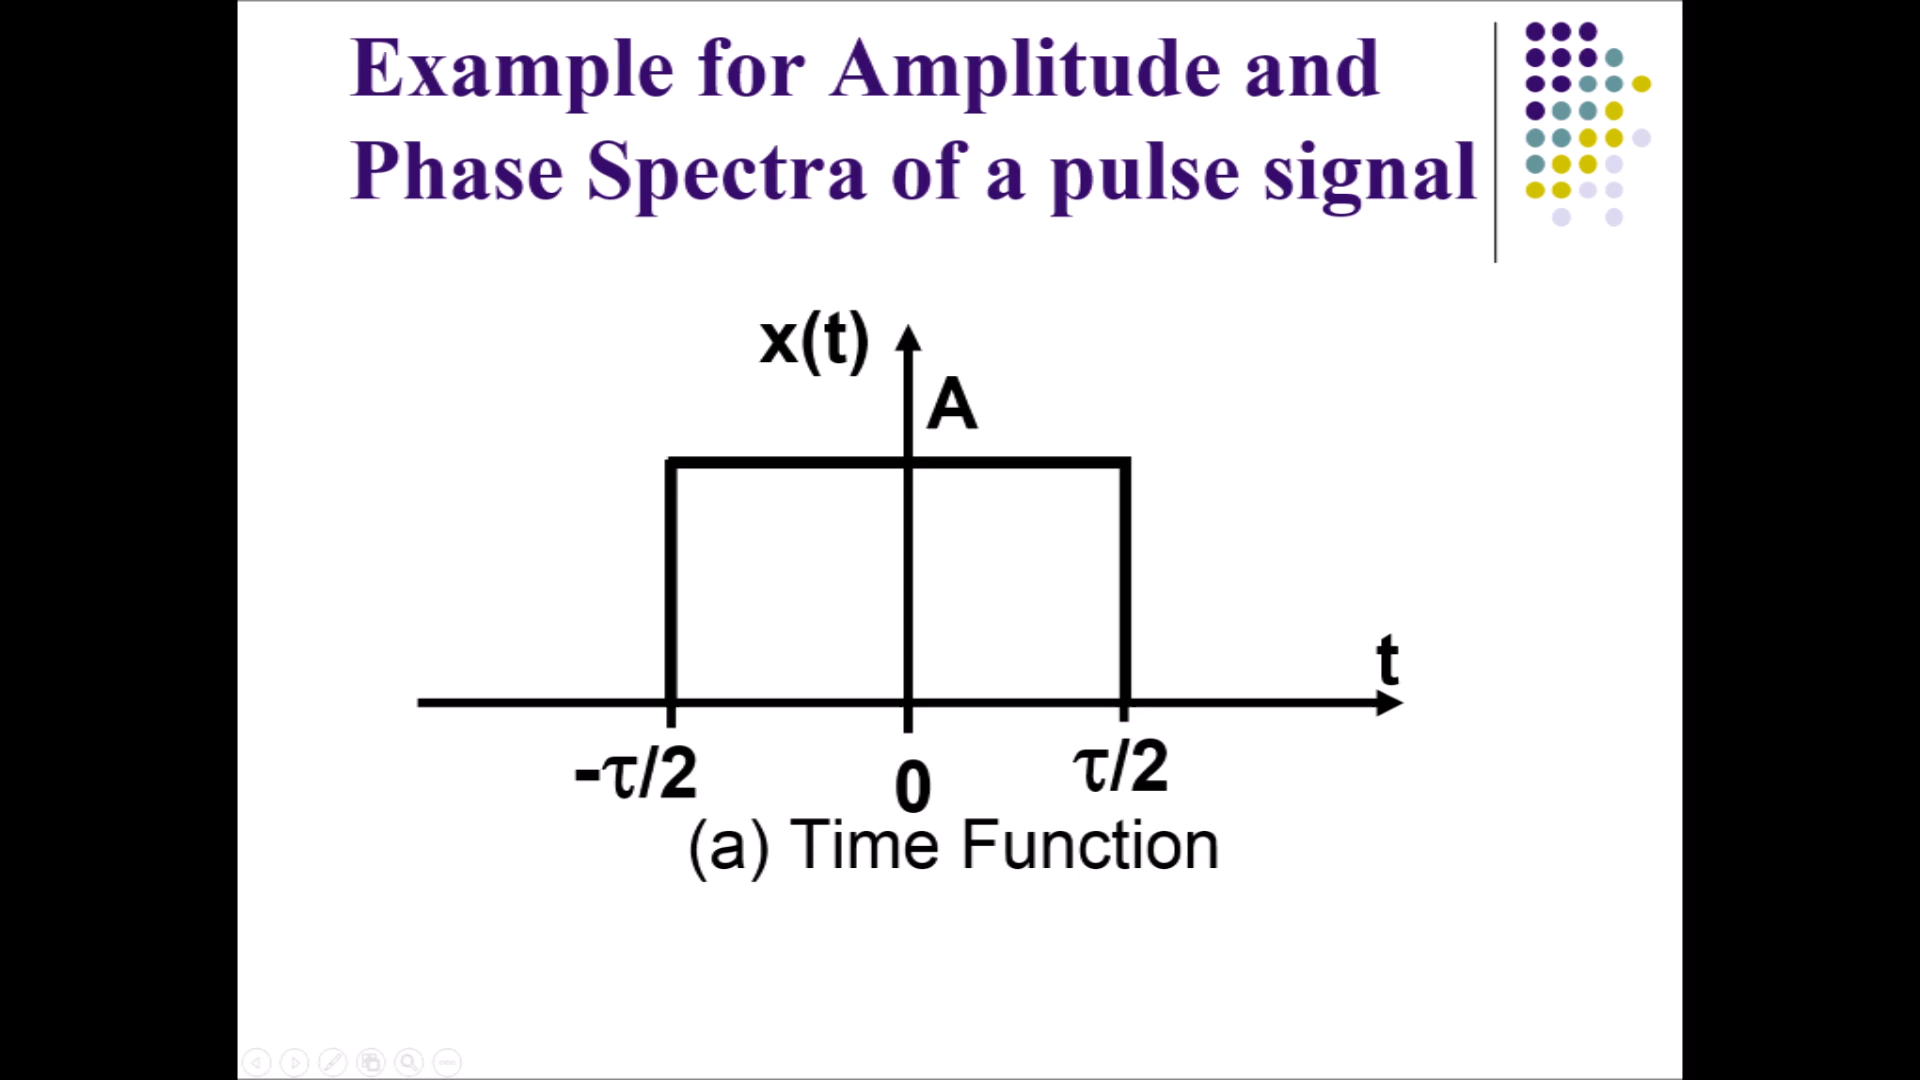 Example for Amplitude and
Phase Spectra of a pulse signal
x(t)
A
t
-τ/2
0
τ/2
(a) Time Function